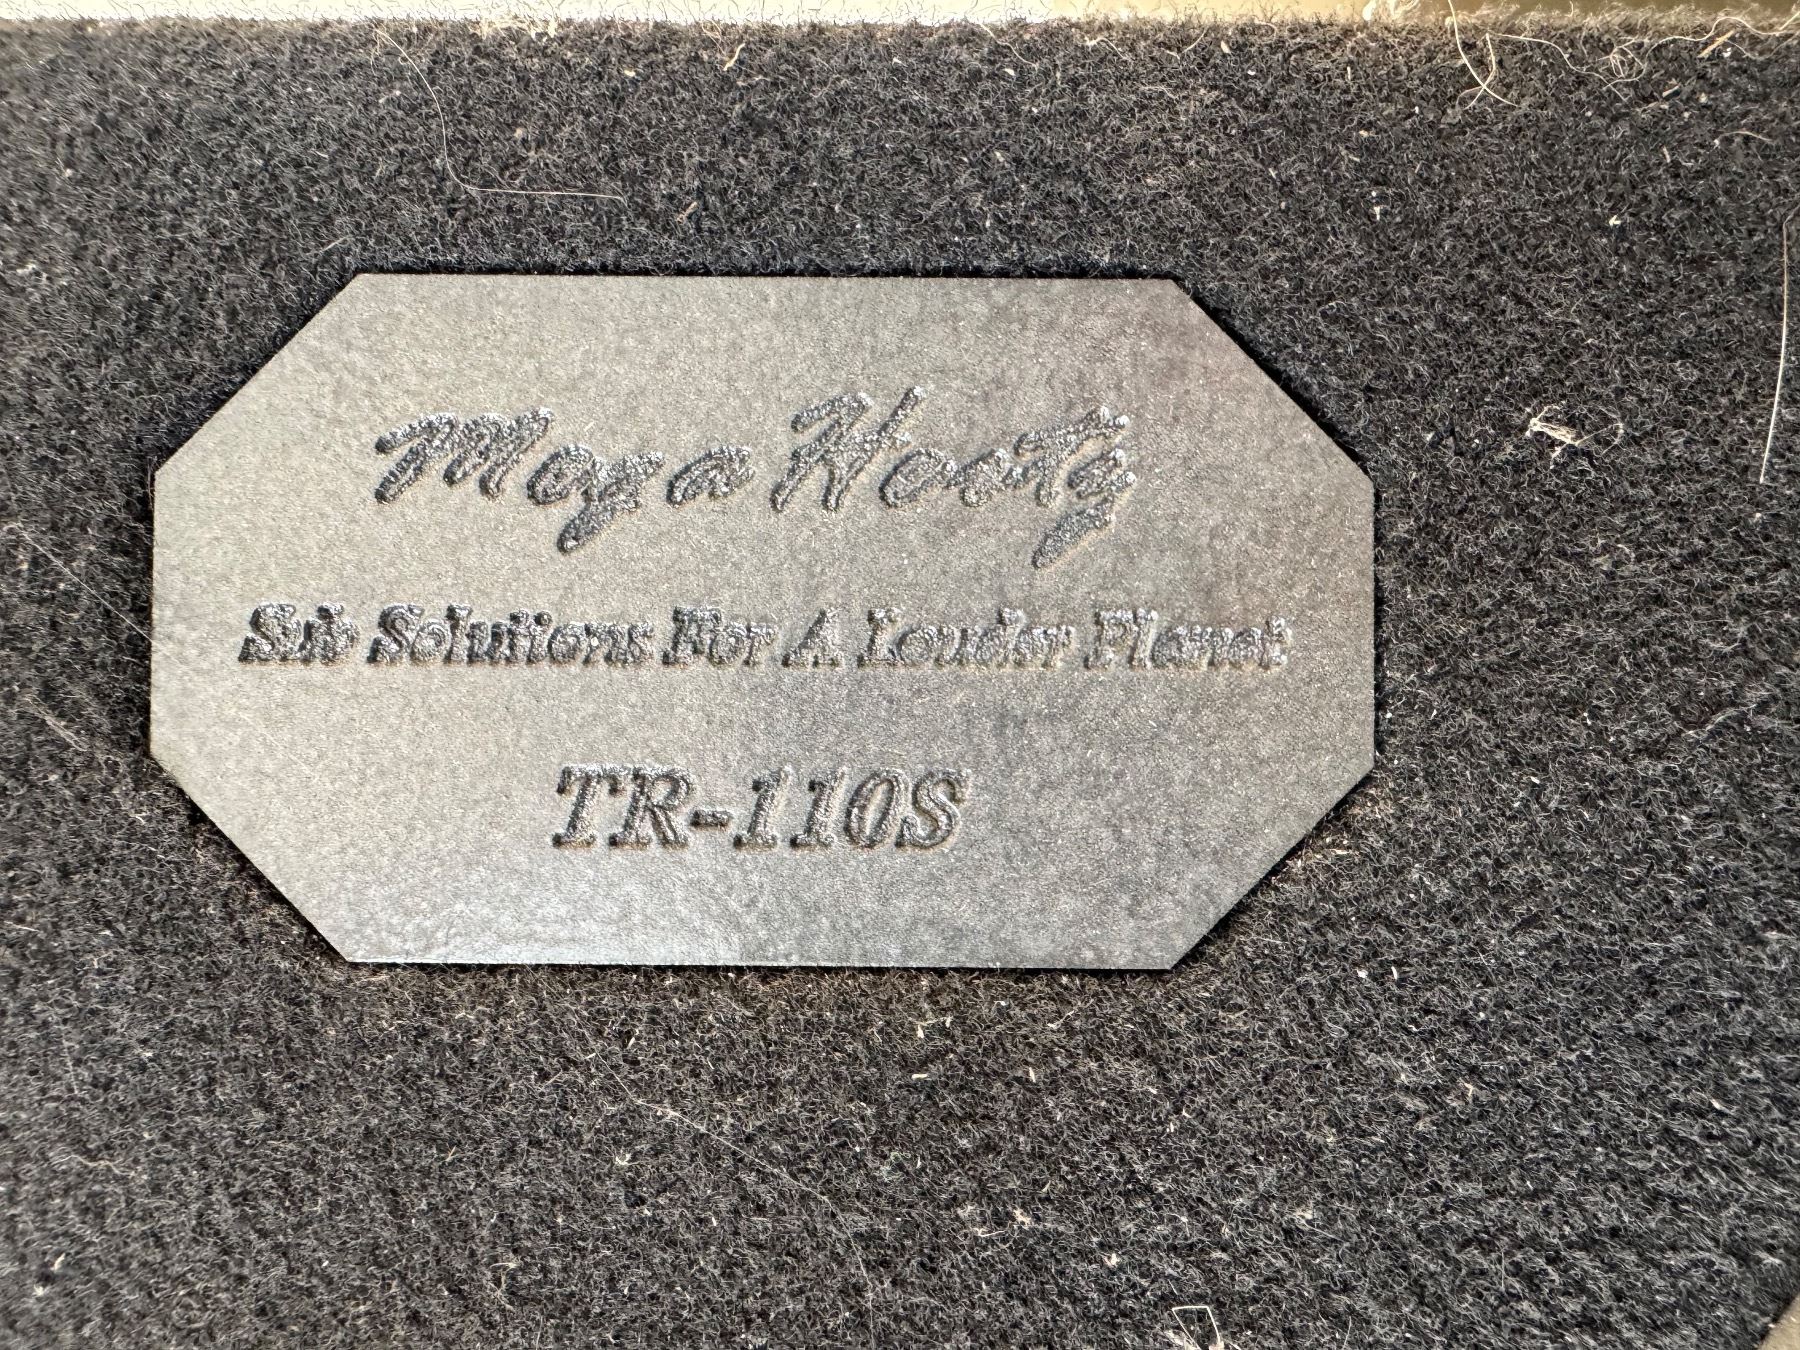 Mega Hertz
Sub Solutions For A Louder Planet
TR-110S